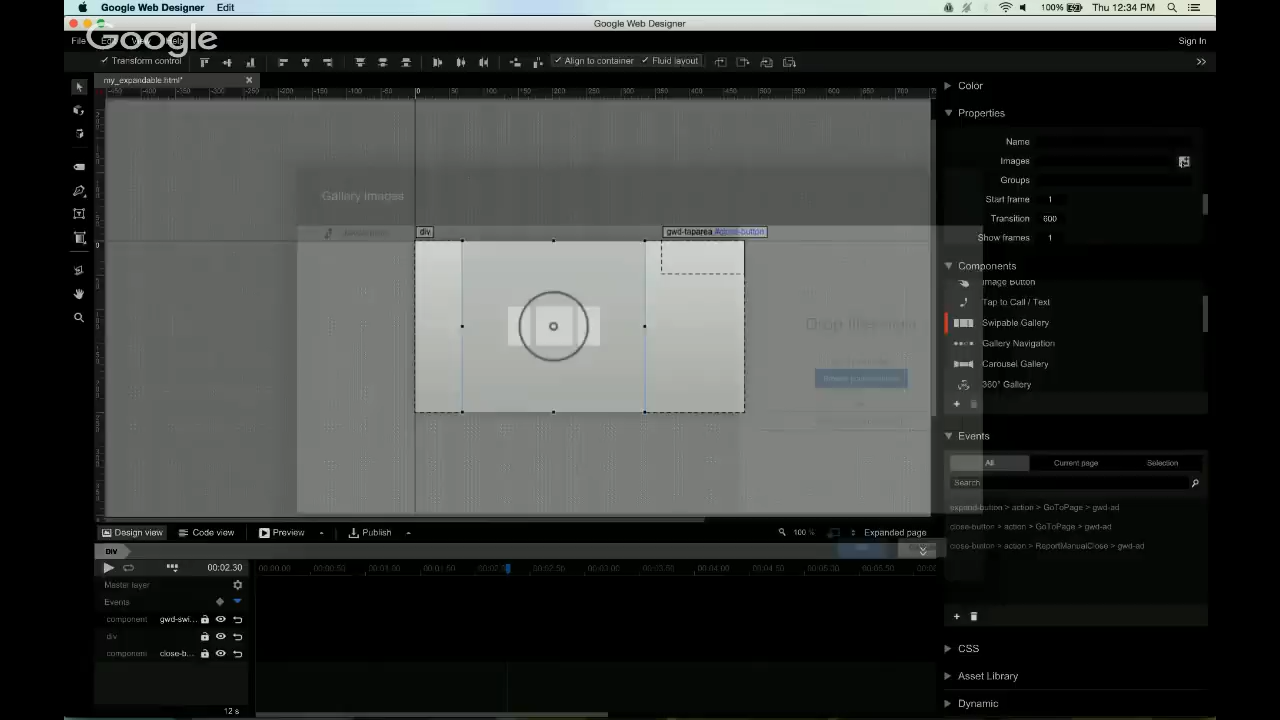 Google Web Designer Edit
100% Thu 12:34 PM
Google Web Designer
Google
File
Sign In
Transform control
Align to container
Fluid layout
my_expandable.html*
Color
Properties
Name
Images
Groups
Start frame 1
Transition 600
Show frames 1
Gallery images
div
gwd-taparea #close-button
Components
Image Button
Tap to Call / Text
Swipable Gallery
Gallery Navigation
Carousel Gallery
360° Gallery
Events
All Current page Selection
Search
expand-button > action > GoToPage > gwd-ad
close-button > action > GoToPage > gwd-ad
close-button > action > ReportManualClose > gwd-ad
Design view Code view Preview Publish 100% Expanded page
Div
00:02.30
Master layer
Events
component gwd-swi...
div
component close-b...
12 s
CSS
Asset Library
Dynamic